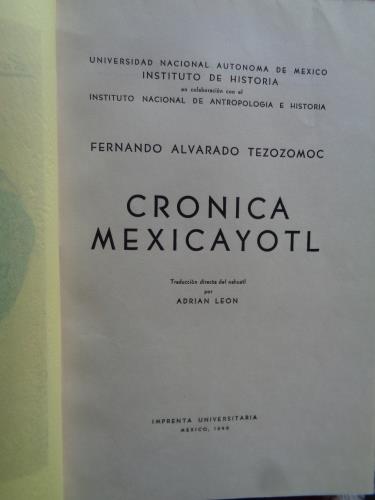 UNIVERSIDAD NACIONAL AUTONOMA DE MEXICO
INSTITUTO DE HISTORIA
en colaboración con el
INSTITUTO NACIONAL DE ANTROPOLOGIA E HISTORIA
FERNANDO ALVARADO TEZOZOMOC
CRONICA
MEXICAYOTL
Traducción directa del náhuatl
por
ADRIAN LEON
IMPRENTA UNIVERSITARIA
MEXICO,